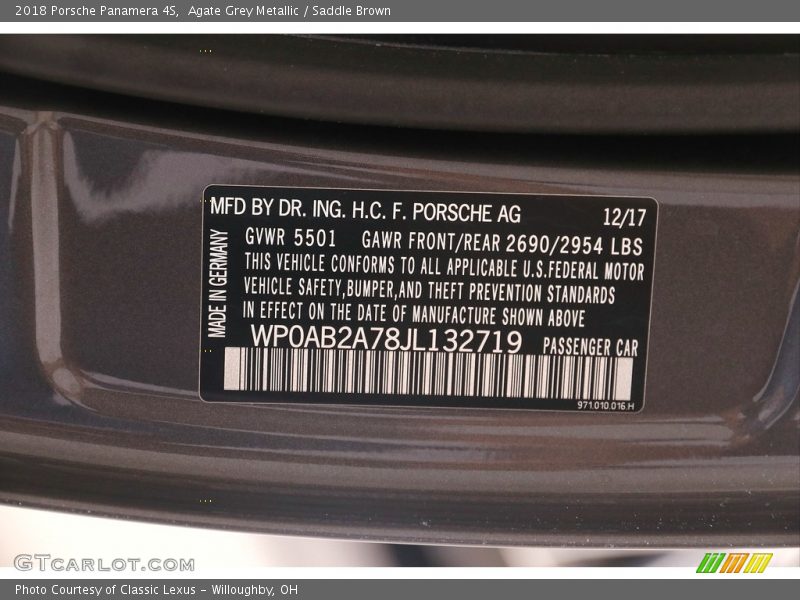 2018 Porsche Panamera 4S, Agate Grey Metallic / Saddle Brown
MFD BY DR. ING. H.C. F. PORSCHE AG 12/17
GVWR 5501 GAWR FRONT/REAR 2690/2954 LBS
THIS VEHICLE CONFORMS TO ALL APPLICABLE U.S.FEDERAL MOTOR
VEHICLE SAFETY,BUMPER,AND THEFT PREVENTION STANDARDS
IN EFFECT ON THE DATE OF MANUFACTURE SHOWN ABOVE
MADE IN GERMANY
WP0AB2A78JL132719 PASSENGER CAR
971.010.016.H
GTCARLOT.COM
Photo Courtesy of Classic Lexus - Willoughby, OH